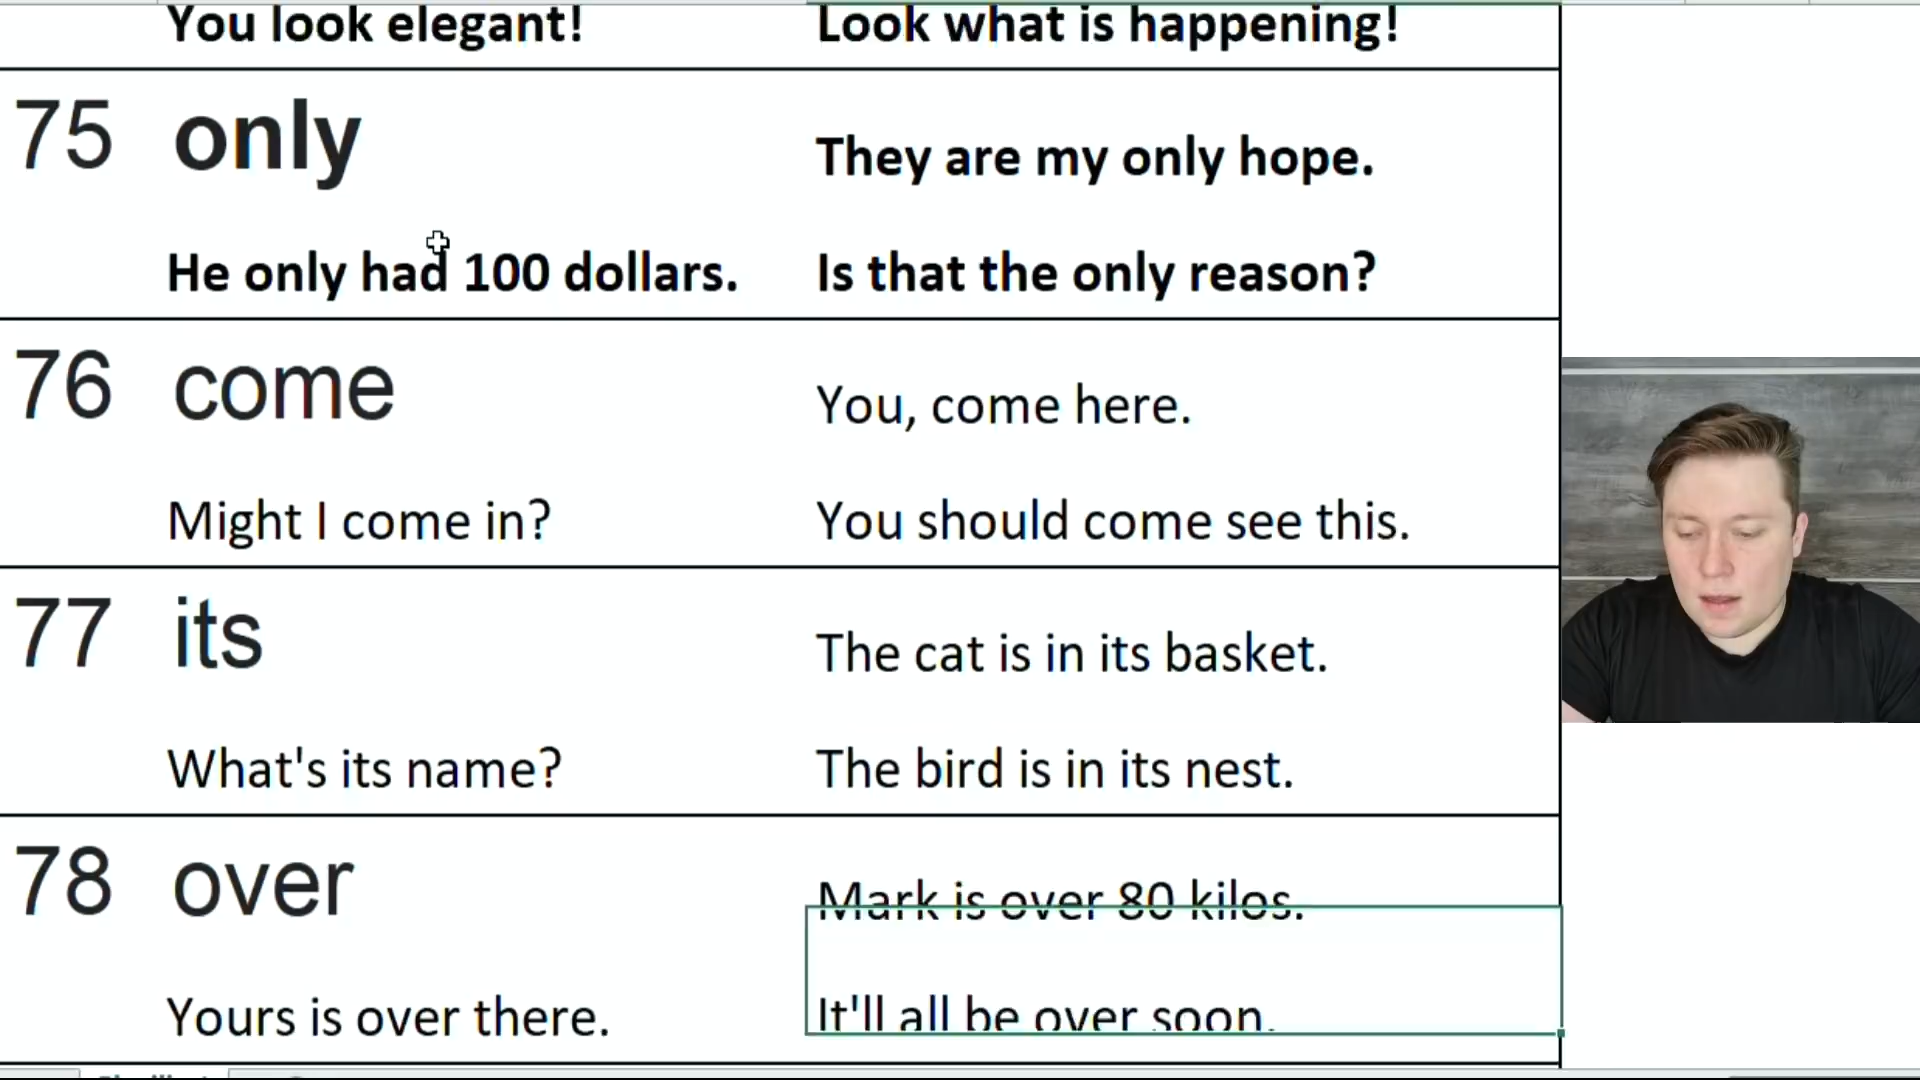 You look elegant! Look what is happening!
75 only They are my only hope.
He only had 100 dollars. Is that the only reason?
76 come You, come here.
Might I come in? You should come see this.
77 its The cat is in its basket.
What's its name? The bird is in its nest.
78 over Mark is over 80 kilos.
Yours is over there. It'll all be over soon.